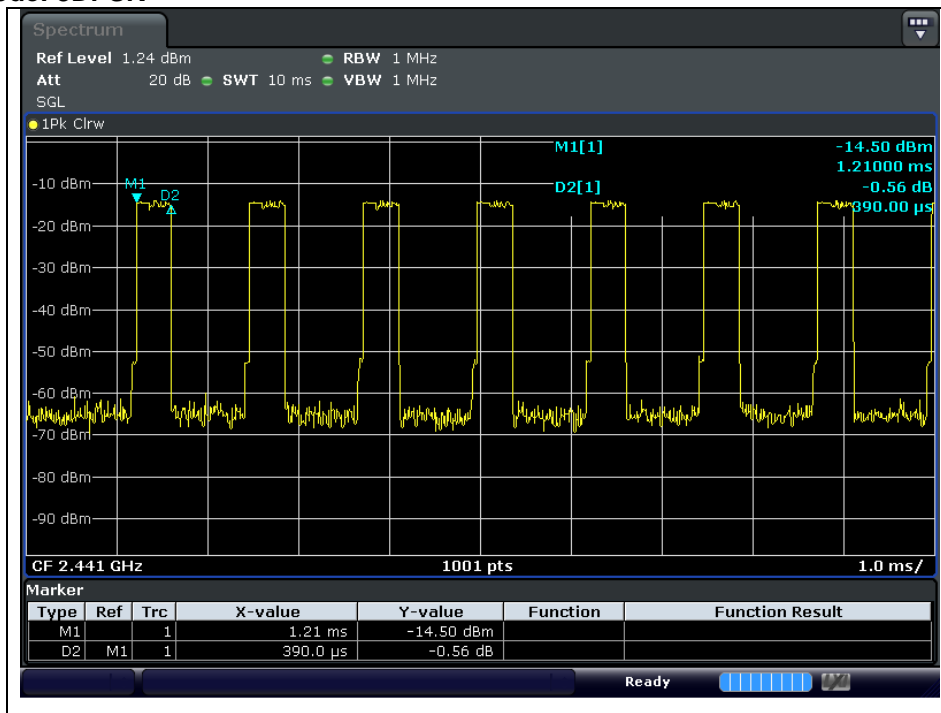 Spectrum
Ref Level 1.24 dBm RBW 1 MHz
Att 20 dB SWT 10 ms VBW 1 MHz
SGL
1Pk Clrw
M1[1] -14.50 dBm
1.21000 ms
D2[1] -0.56 dB
390.00 µs
M1
D2
-10 dBm
-20 dBm
-30 dBm
-40 dBm
-50 dBm
-60 dBm
-70 dBm
-80 dBm
-90 dBm
CF 2.441 GHz 1001 pts 1.0 ms/
Marker
Type Ref Trc X-value Y-value Function Function Result
M1 1 1.21 ms -14.50 dBm
D2 M1 1 390.0 µs -0.56 dB
Ready